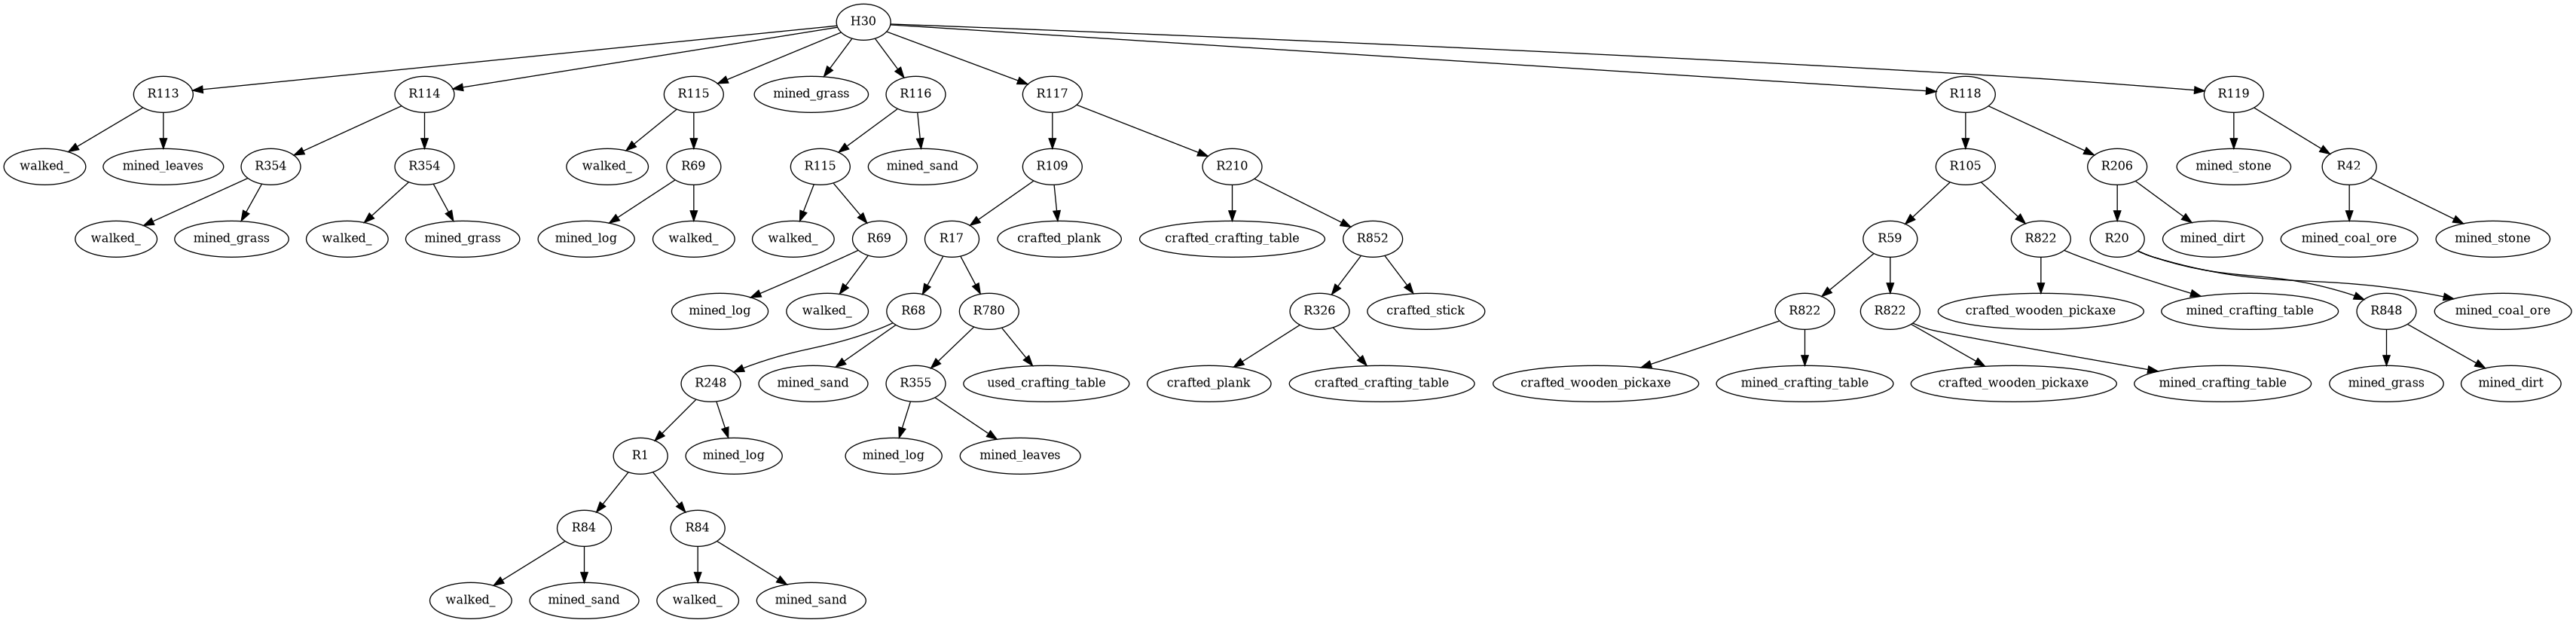 H30
R113
R114
R115
mined_grass
R116
R117
R118
R119
walked_
mined_leaves
R354
R354
walked_
R69
R115
mined_sand
R109
R210
R105
R206
mined_stone
R42
walked_
mined_grass
walked_
mined_grass
mined_log
walked_
walked_
R69
R17
crafted_plank
crafted_crafting_table
R852
R59
R822
R20
mined_dirt
mined_coal_ore
mined_stone
mined_log
walked_
R68
R780
R326
crafted_stick
R822
R822
crafted_wooden_pickaxe
mined_crafting_table
R848
mined_coal_ore
R248
mined_sand
R355
used_crafting_table
crafted_plank
crafted_crafting_table
crafted_wooden_pickaxe
mined_crafting_table
crafted_wooden_pickaxe
mined_crafting_table
mined_grass
mined_dirt
R1
mined_log
mined_log
mined_leaves
R84
R84
walked_
mined_sand
walked_
mined_sand